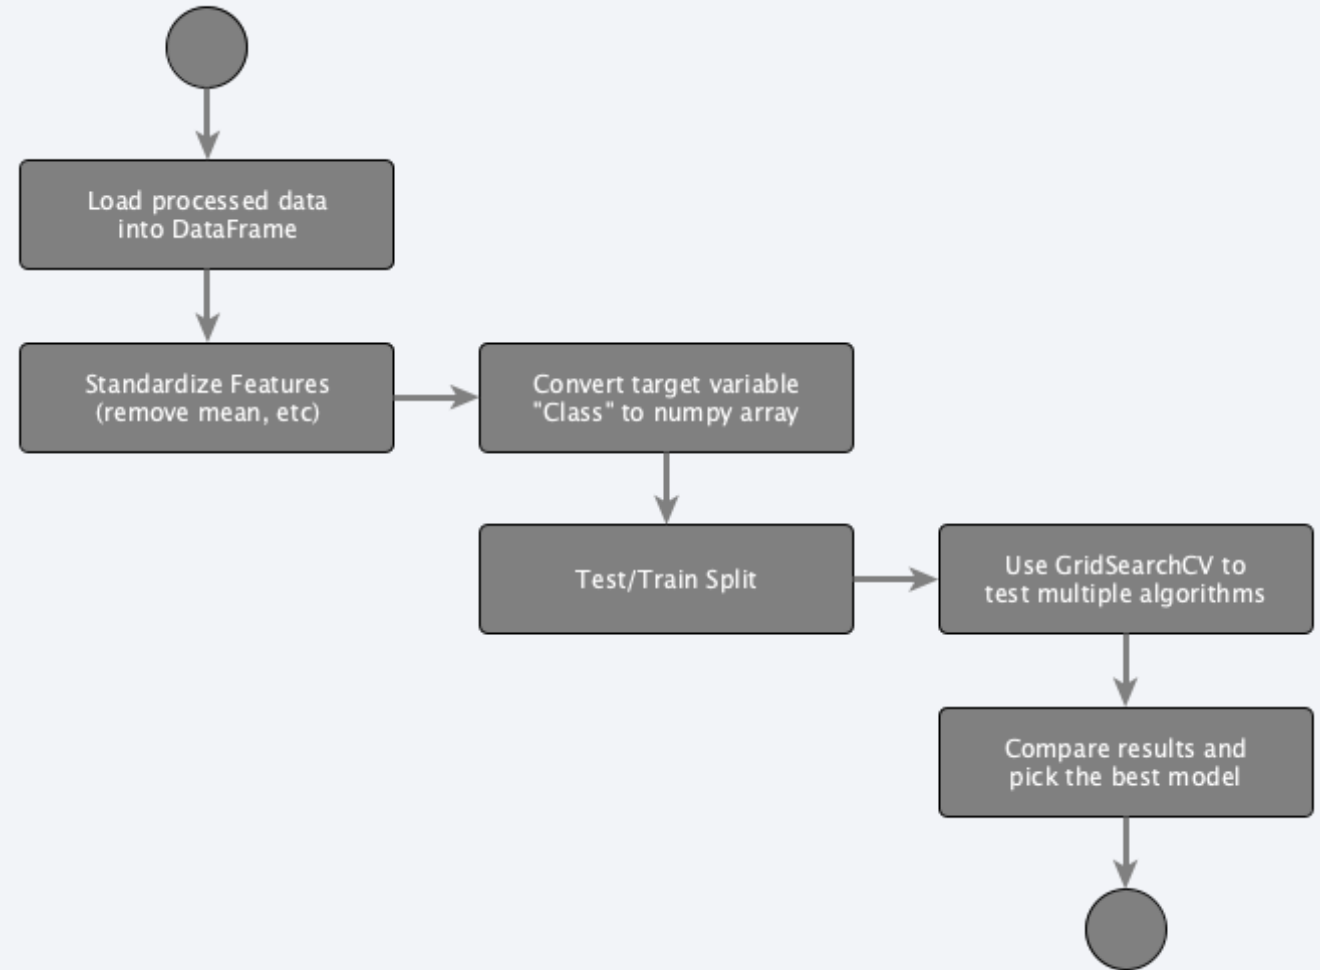 Load processed data
into DataFrame
Standardize Features
(remove mean, etc)
Convert target variable
"Class" to numpy array
Test/Train Split
Use GridSearchCV to
test multiple algorithms
Compare results and
pick the best model